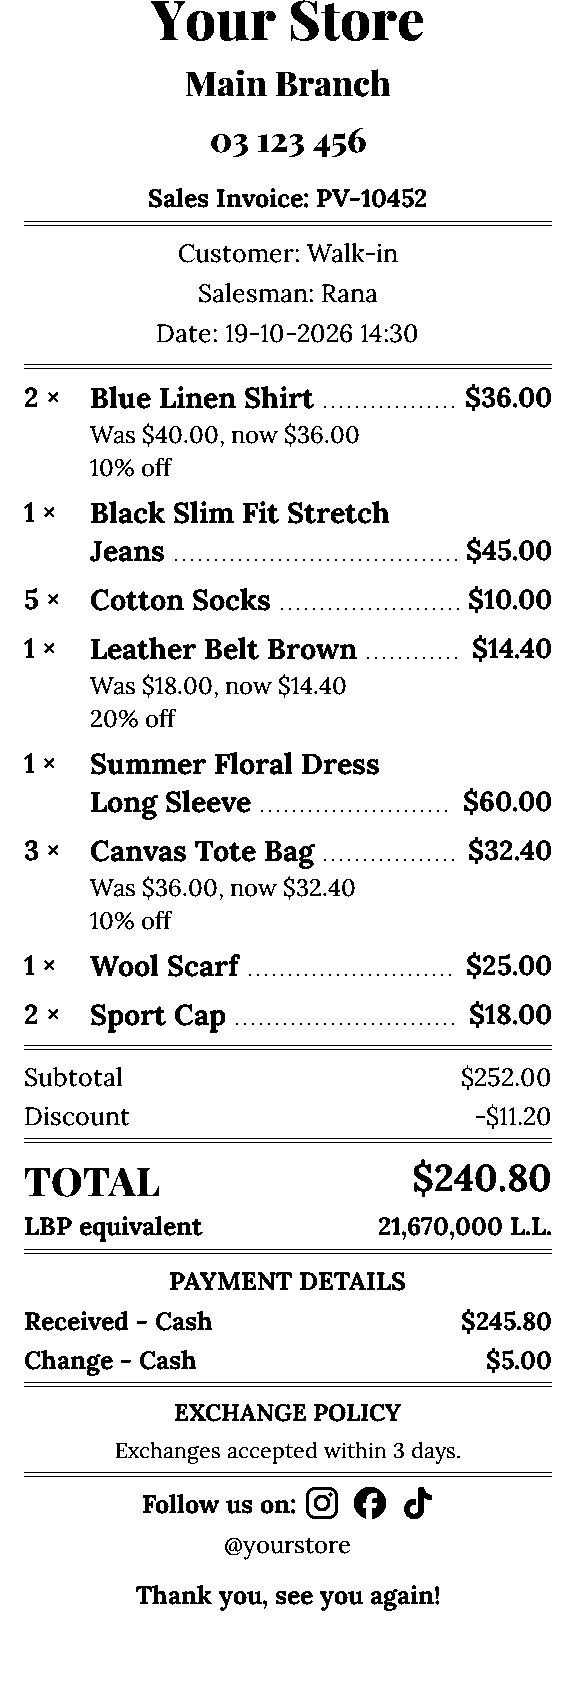 Your Store
Main Branch
03 123 456
Sales Invoice: PV-10452
Customer: Walk-in
Salesman: Rana
Date: 19-10-2026 14:30
2 × Blue Linen Shirt ................. $36.00
Was $40.00, now $36.00
10% off
1 × Black Slim Fit Stretch
Jeans .................................... $45.00
5 × Cotton Socks ....................... $10.00
1 × Leather Belt Brown ............ $14.40
Was $18.00, now $14.40
20% off
1 × Summer Floral Dress
Long Sleeve ........................ $60.00
3 × Canvas Tote Bag ................. $32.40
Was $36.00, now $32.40
10% off
1 × Wool Scarf .......................... $25.00
2 × Sport Cap ............................ $18.00
Subtotal $252.00
Discount -$11.20
TOTAL $240.80
LBP equivalent 21,670,000 L.L.
PAYMENT DETAILS
Received - Cash $245.80
Change - Cash $5.00
EXCHANGE POLICY
Exchanges accepted within 3 days.
Follow us on:
@yourstore
Thank you, see you again!